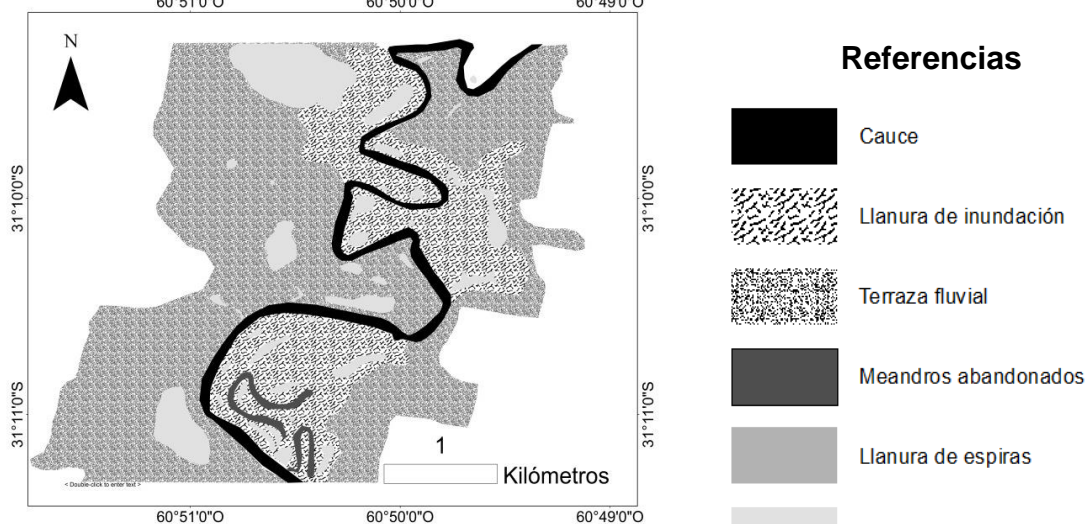 60°51'0"O 60°50'0"O 60°49'0"O
N
31°10'0"S
31°10'0"S
31°11'0"S
31°11'0"S
1
Kilómetros
< Double-click to enter text >
60°51'0"O 60°50'0"O 60°49'0"O
Referencias
Cauce
Llanura de inundación
Terraza fluvial
Meandros abandonados
Llanura de espiras